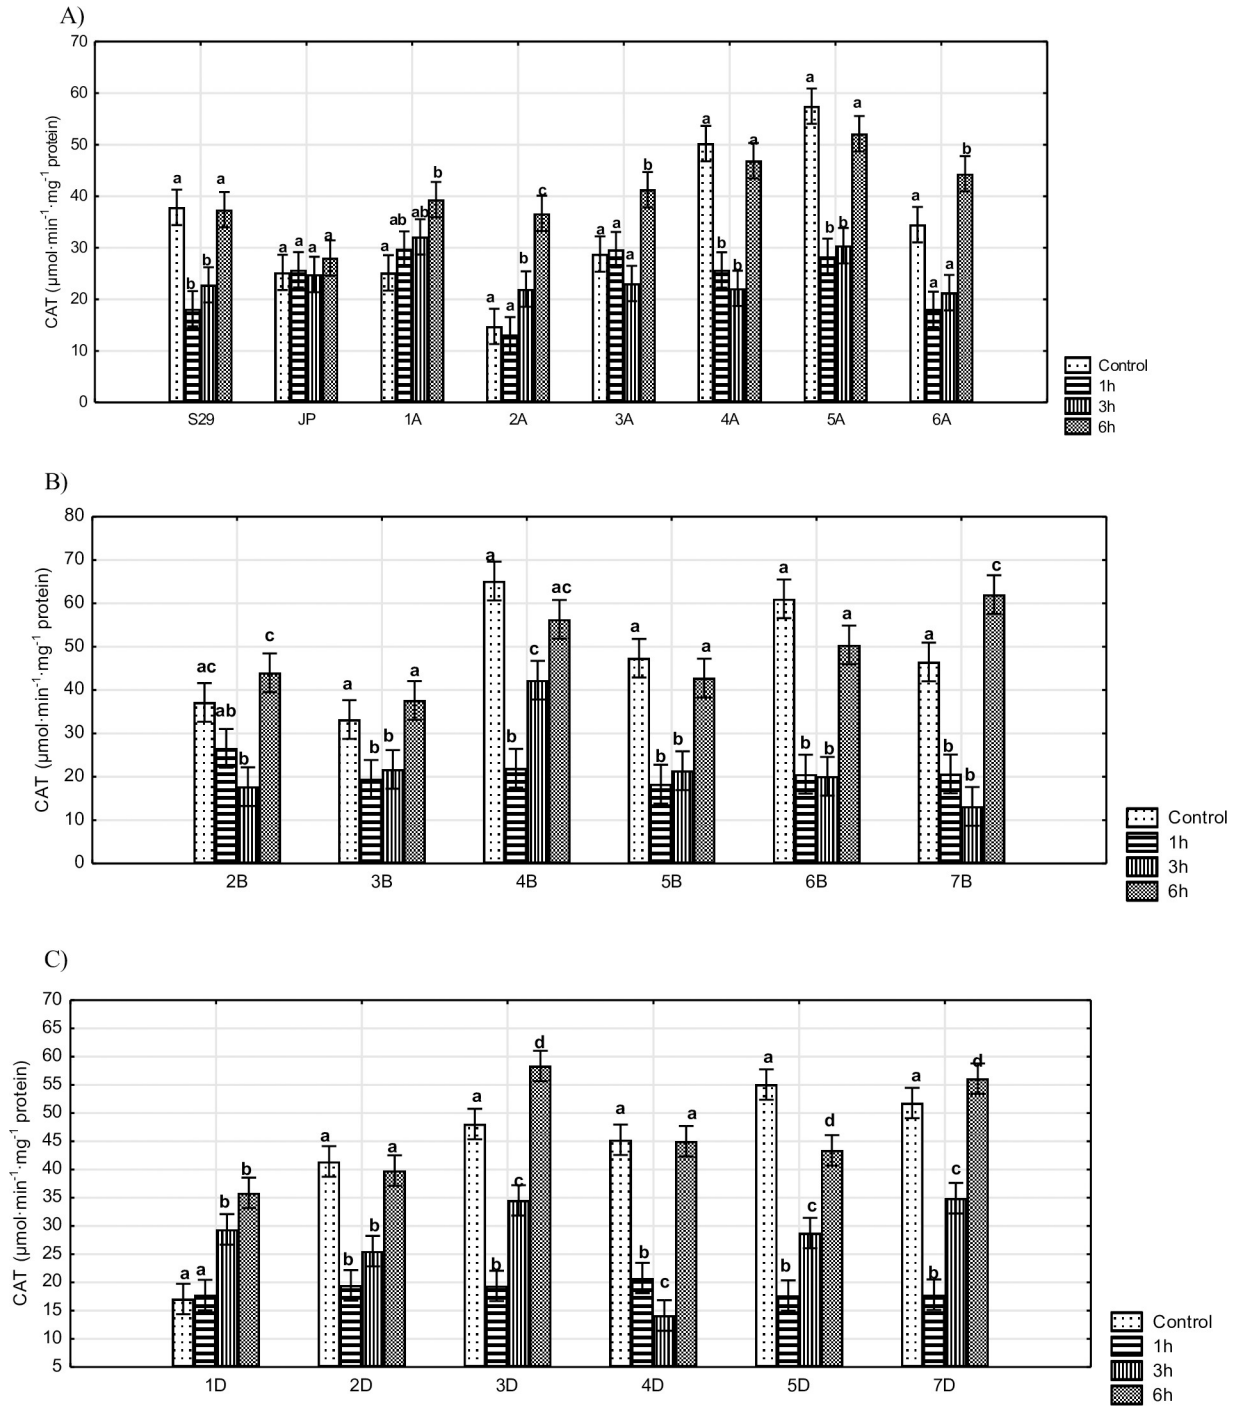 A)
70
a
60
a
a
a
50
a
b
b
b
c
40
a
a
ab
ab
a
a
a
a
a
a
a
a
a
30
b
b
b
b
b
b
b
a
a
a
a
20
10
0
S29 JP 1A 2A 3A 4A 5A 6A
CAT (µmol·min⁻¹·mg⁻¹ protein)
Control
1h
3h
6h
B)
80
70
a
a
c
60
ac
a
50
c
ac
a
a
c
a
a
a
40
ab
30
b
b
b
b
b
b
b
b
b
b
20
10
0
2B 3B 4B 5B 6B 7B
CAT (µmol·min⁻¹·mg⁻¹ protein)
Control
1h
3h
6h
C)
70
65
60
d
a
d
55
a
a
50
a
a
d
45
a
a
40
b
c
c
35
b
c
30
b
25
b
b
b
b
b
20
a
a
c
15
10
5
1D 2D 3D 4D 5D 7D
CAT (µmol·min⁻¹·mg⁻¹ protein)
Control
1h
3h
6h